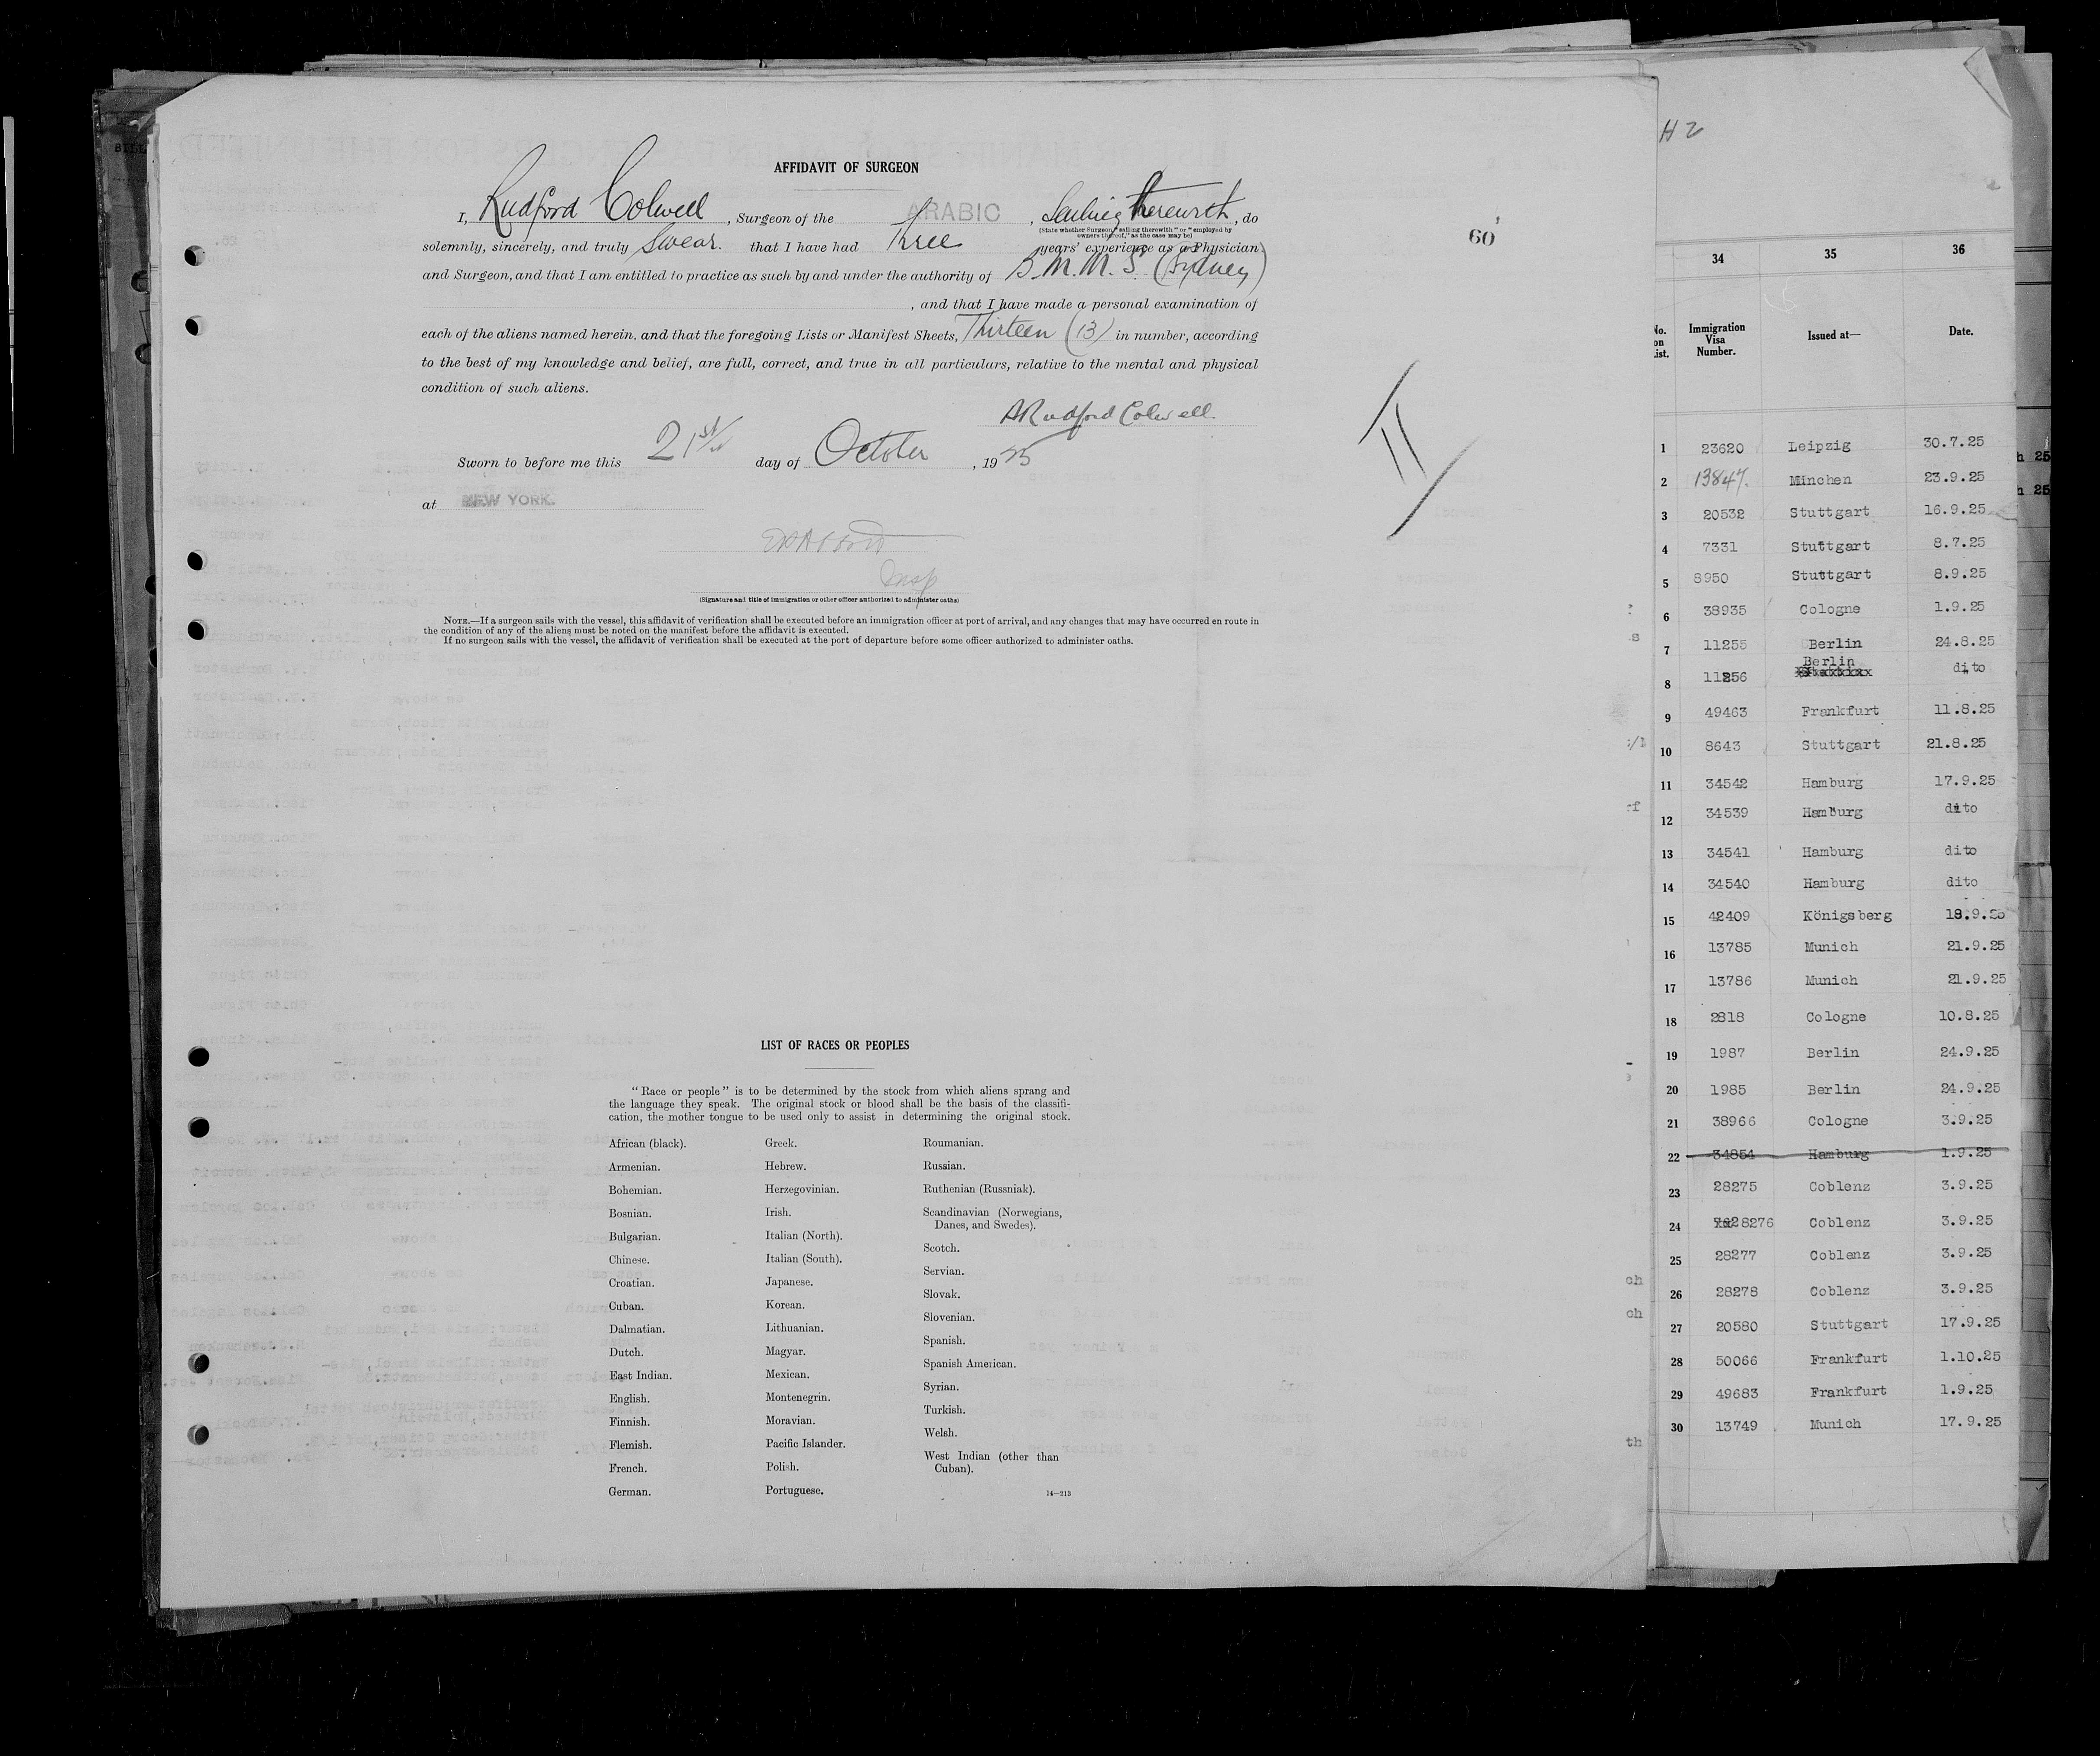 AFFIDAVIT OF SURGEON
I, Rudford Colwell, Surgeon of the ARABIC, Sailing therewith, do
(State whether Surgeon "sailing therewith" or "employed by
owners thereof," as the case may be)
solemnly, sincerely, and truly swear. that I have had Three years' experience as a Physician
and Surgeon, and that I am entitled to practice as such by and under the authority of B.M.M.S. (Sydney)
, and that I have made a personal examination of
each of the aliens named herein, and that the foregoing Lists or Manifest Sheets, Thirteen (13) in number, according
to the best of my knowledge and belief, are full, correct, and true in all particulars, relative to the mental and physical
condition of such aliens.
A Rudford Colwell.
Sworn to before me this 21st day of October, 1925
at NEW YORK.
Insp
(Signature and title of immigration or other officer authorized to administer oaths)
NOTE.—If a surgeon sails with the vessel, this affidavit of verification shall be executed before an immigration officer at port of arrival, and any changes that may have occurred en route in
the condition of any of the aliens must be noted on the manifest before the affidavit is executed.
If no surgeon sails with the vessel, the affidavit of verification shall be executed at the port of departure before some officer authorized to administer oaths.
60
II
LIST OF RACES OR PEOPLES
"Race or people" is to be determined by the stock from which aliens sprang and
the language they speak. The original stock or blood shall be the basis of the classifi-
cation, the mother tongue to be used only to assist in determining the original stock.
African (black).
Armenian.
Bohemian.
Bosnian.
Bulgarian.
Chinese.
Croatian.
Cuban.
Dalmatian.
Dutch.
East Indian.
English.
Finnish.
Flemish.
French.
German.
Greek.
Hebrew.
Herzegovinian.
Irish.
Italian (North).
Italian (South).
Japanese.
Korean.
Lithuanian.
Magyar.
Mexican.
Montenegrin.
Moravian.
Pacific Islander.
Polish.
Portuguese.
Roumanian.
Russian.
Ruthenian (Russniak).
Scandinavian (Norwegians,
Danes, and Swedes).
Scotch.
Servian.
Slovak.
Slovenian.
Spanish.
Spanish American.
Syrian.
Turkish.
Welsh.
West Indian (other than
Cuban).
14—213
H 2
34 35 36
No. on List. Immigration Visa Number. Issued at— Date.
1 23620 Leipzig 30.7.25
2 13847. München 23.9.25
3 20532 Stuttgart 16.9.25
4 7331 Stuttgart 8.7.25
5 8950 Stuttgart 8.9.25
6 38935 Cologne 1.9.25
7 11255 Berlin 24.8.25
8 11256 Berlin dito
9 49463 Frankfurt 11.8.25
10 8643 Stuttgart 21.8.25
11 34542 Hamburg 17.9.25
12 34539 Hamburg dito
13 34541 Hamburg dito
14 34540 Hamburg dito
15 42409 Königsberg 18.9.25
16 13785 Munich 21.9.25
17 13786 Munich 21.9.25
18 2818 Cologne 10.8.25
19 1987 Berlin 24.9.25
20 1985 Berlin 24.9.25
21 38966 Cologne 3.9.25
22 34854 Hamburg 1.9.25
23 28275 Coblenz 3.9.25
24 28276 Coblenz 3.9.25
25 28277 Coblenz 3.9.25
26 28278 Coblenz 3.9.25
27 20580 Stuttgart 17.9.25
28 50066 Frankfurt 1.10.25
29 49683 Frankfurt 1.9.25
30 13749 Munich 17.9.25